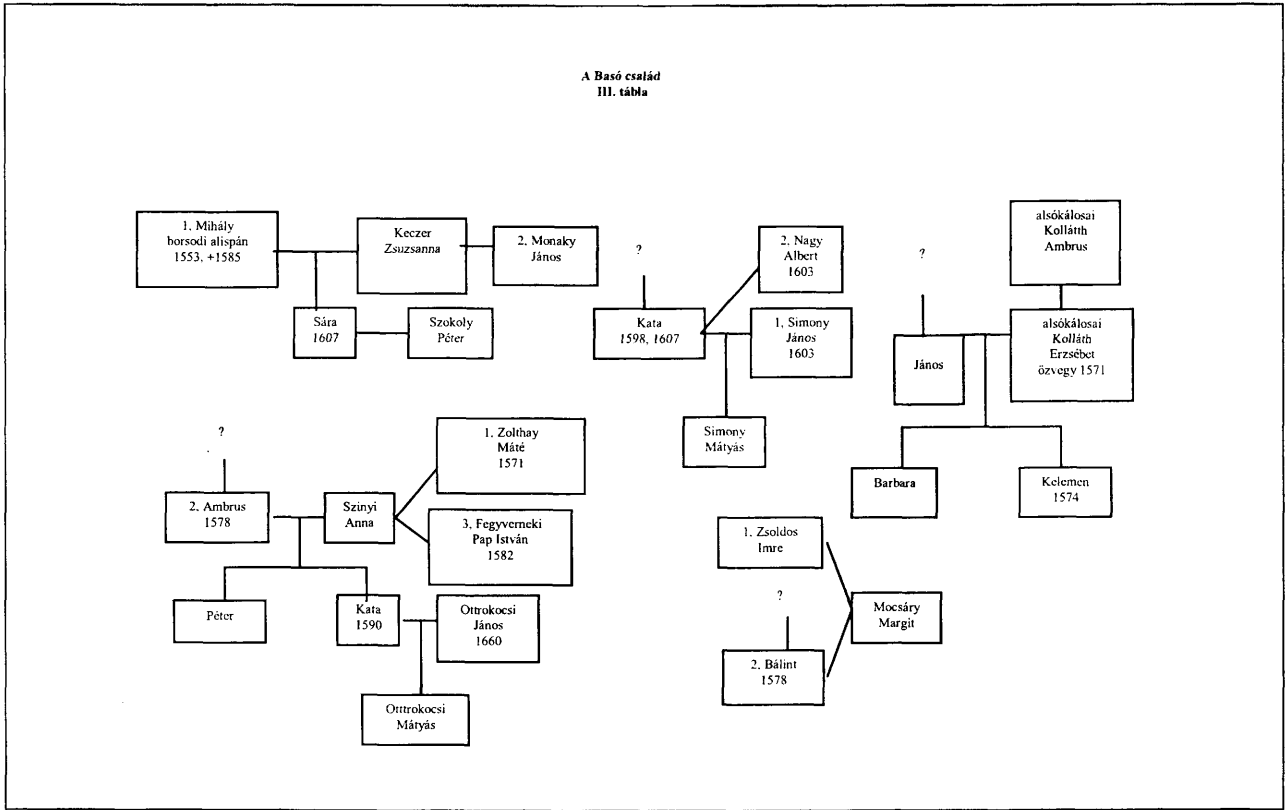 A Basó család
III. tábla
1. Mihály
borsodi alispán
1553, +1585
Keczer
Zsuzsanna
2. Monaky
János
Sára
1607
Szokoly
Péter
?
Kata
1598, 1607
2. Nagy
Albert
1603
1. Simony
János
1603
Simony
Mátyás
?
János
alsókálosai
Kolláth
Ambrus
alsókálosai
Kolláth
Erzsébet
özvegy 1571
Barbara
Kelemen
1574
?
2. Ambrus
1578
Szinyi
Anna
1. Zolthay
Máté
1571
3. Fegyverneki
Pap István
1582
Péter
Kata
1590
Ottrokocsi
János
1660
Otttrokocsi
Mátyás
1. Zsoldos
Imre
?
2. Bálint
1578
Mocsáry
Margit